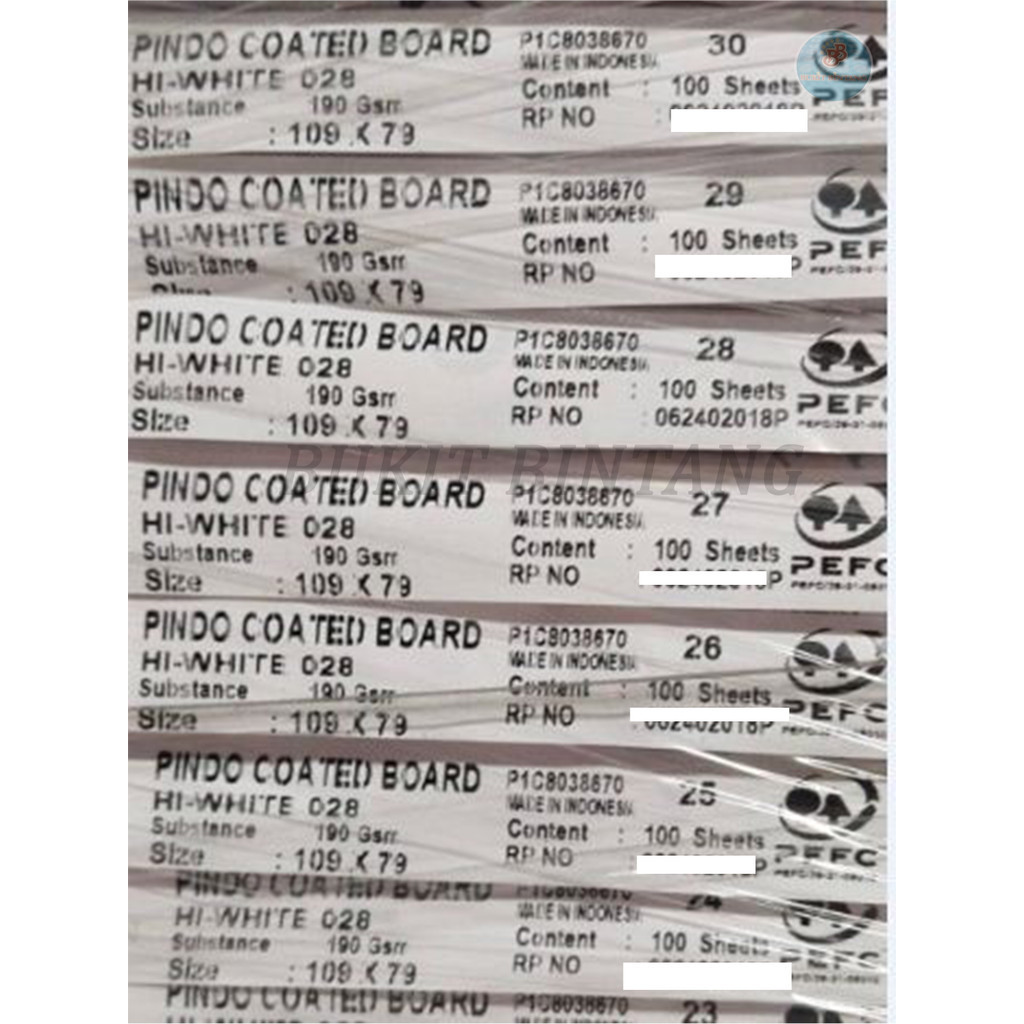 PINDO COATED BOARD P1C8038670 30
HI-WHITE 028 MADE IN INDONESIA
Substance 190 Gsm Content : 100 Sheets PEF
Size : 109 X 79 RP NO :
PINDO COATED BOARD P1C8038670 29
HI-WHITE 028 MADE IN INDONESIA
Substance 190 Gsm Content : 100 Sheets PEFC
Size : 109 X 79 RP NO
PINDO COATED BOARD P1C8038670 28
HI-WHITE 028 MADE IN INDONESIA
Substance 190 Gsm Content : 100 Sheets PEFC
Size : 109 X 79 RP NO : 062402018P
BUKIT BINTANG
PINDO COATED BOARD P1C8038670 27
HI-WHITE 028 MADE IN INDONESIA
Substance 190 Gsm Content : 100 Sheets PEFC
Size : 109 X 79 RP NO
PINDO COATED BOARD P1C8038670 26
HI-WHITE 028 MADE IN INDONESIA
Substance 190 Gsm Content : 100 Sheets PEFC
Size : 109 X 79 RP NO : 062402018P
PINDO COATED BOARD P1C8038670 25
HI-WHITE 028 MADE IN INDONESIA
Substance 190 Gsm Content : 100 Sheets PEFC
Size : 109 X 79 RP NO :
PINDO COATED BOARD P1C8038670 24
HI-WHITE 028 MADE IN INDONESIA
Substance 190 Gsm Content : 100 Sheets PEFC
Size : 109 X 79 RP NO
PINDO COATED BOARD P1C8038670 23